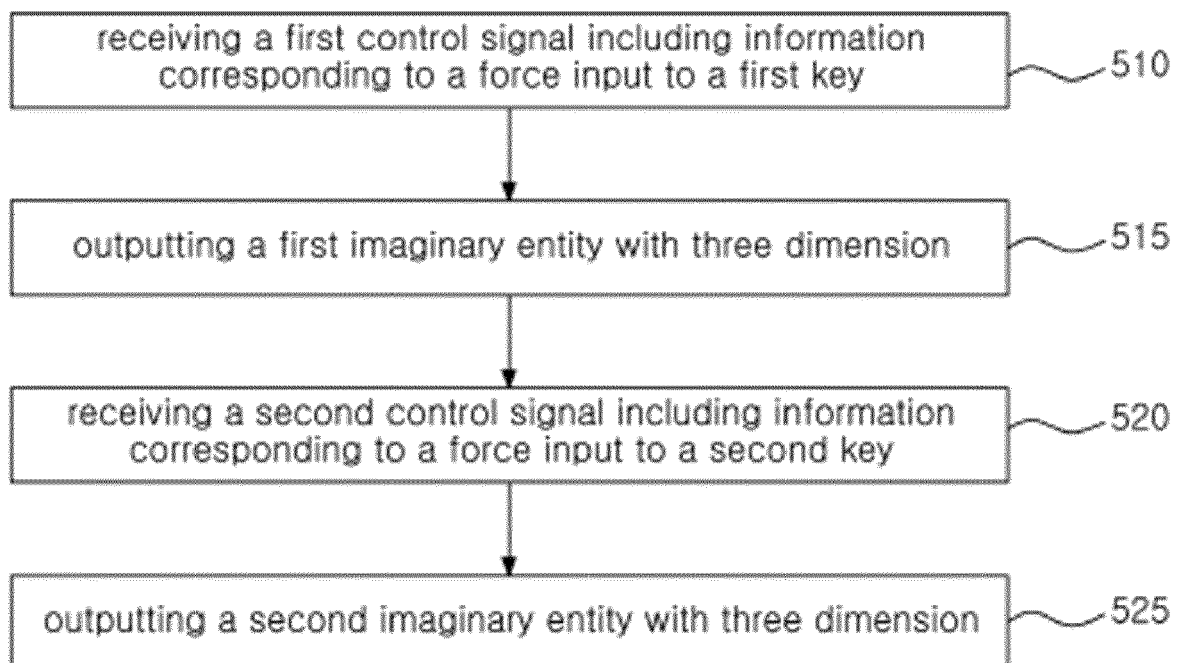 receiving a first control signal including information
corresponding to a force input to a first key
510
outputting a first imaginary entity with three dimension
515
receiving a second control signal including information
corresponding to a force input to a second key
520
outputting a second imaginary entity with three dimension
525